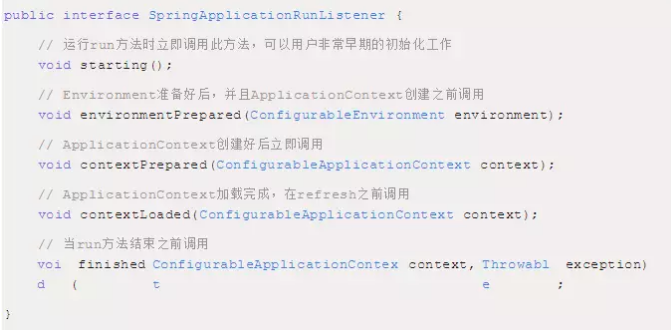 public interface SpringApplicationRunListener {
// 运行run方法时立即调用此方法，可以用户非常早期的初始化工作
void starting();
// Environment准备好后，并且ApplicationContext创建之前调用
void environmentPrepared(ConfigurableEnvironment environment);
// ApplicationContext创建好后立即调用
void contextPrepared(ConfigurableApplicationContext context);
// ApplicationContext加载完成，在refresh之前调用
void contextLoaded(ConfigurableApplicationContext context);
// 当run方法结束之前调用
voi finished ConfigurableApplicationContex context, Throwabl exception)
d ( t e ;
}